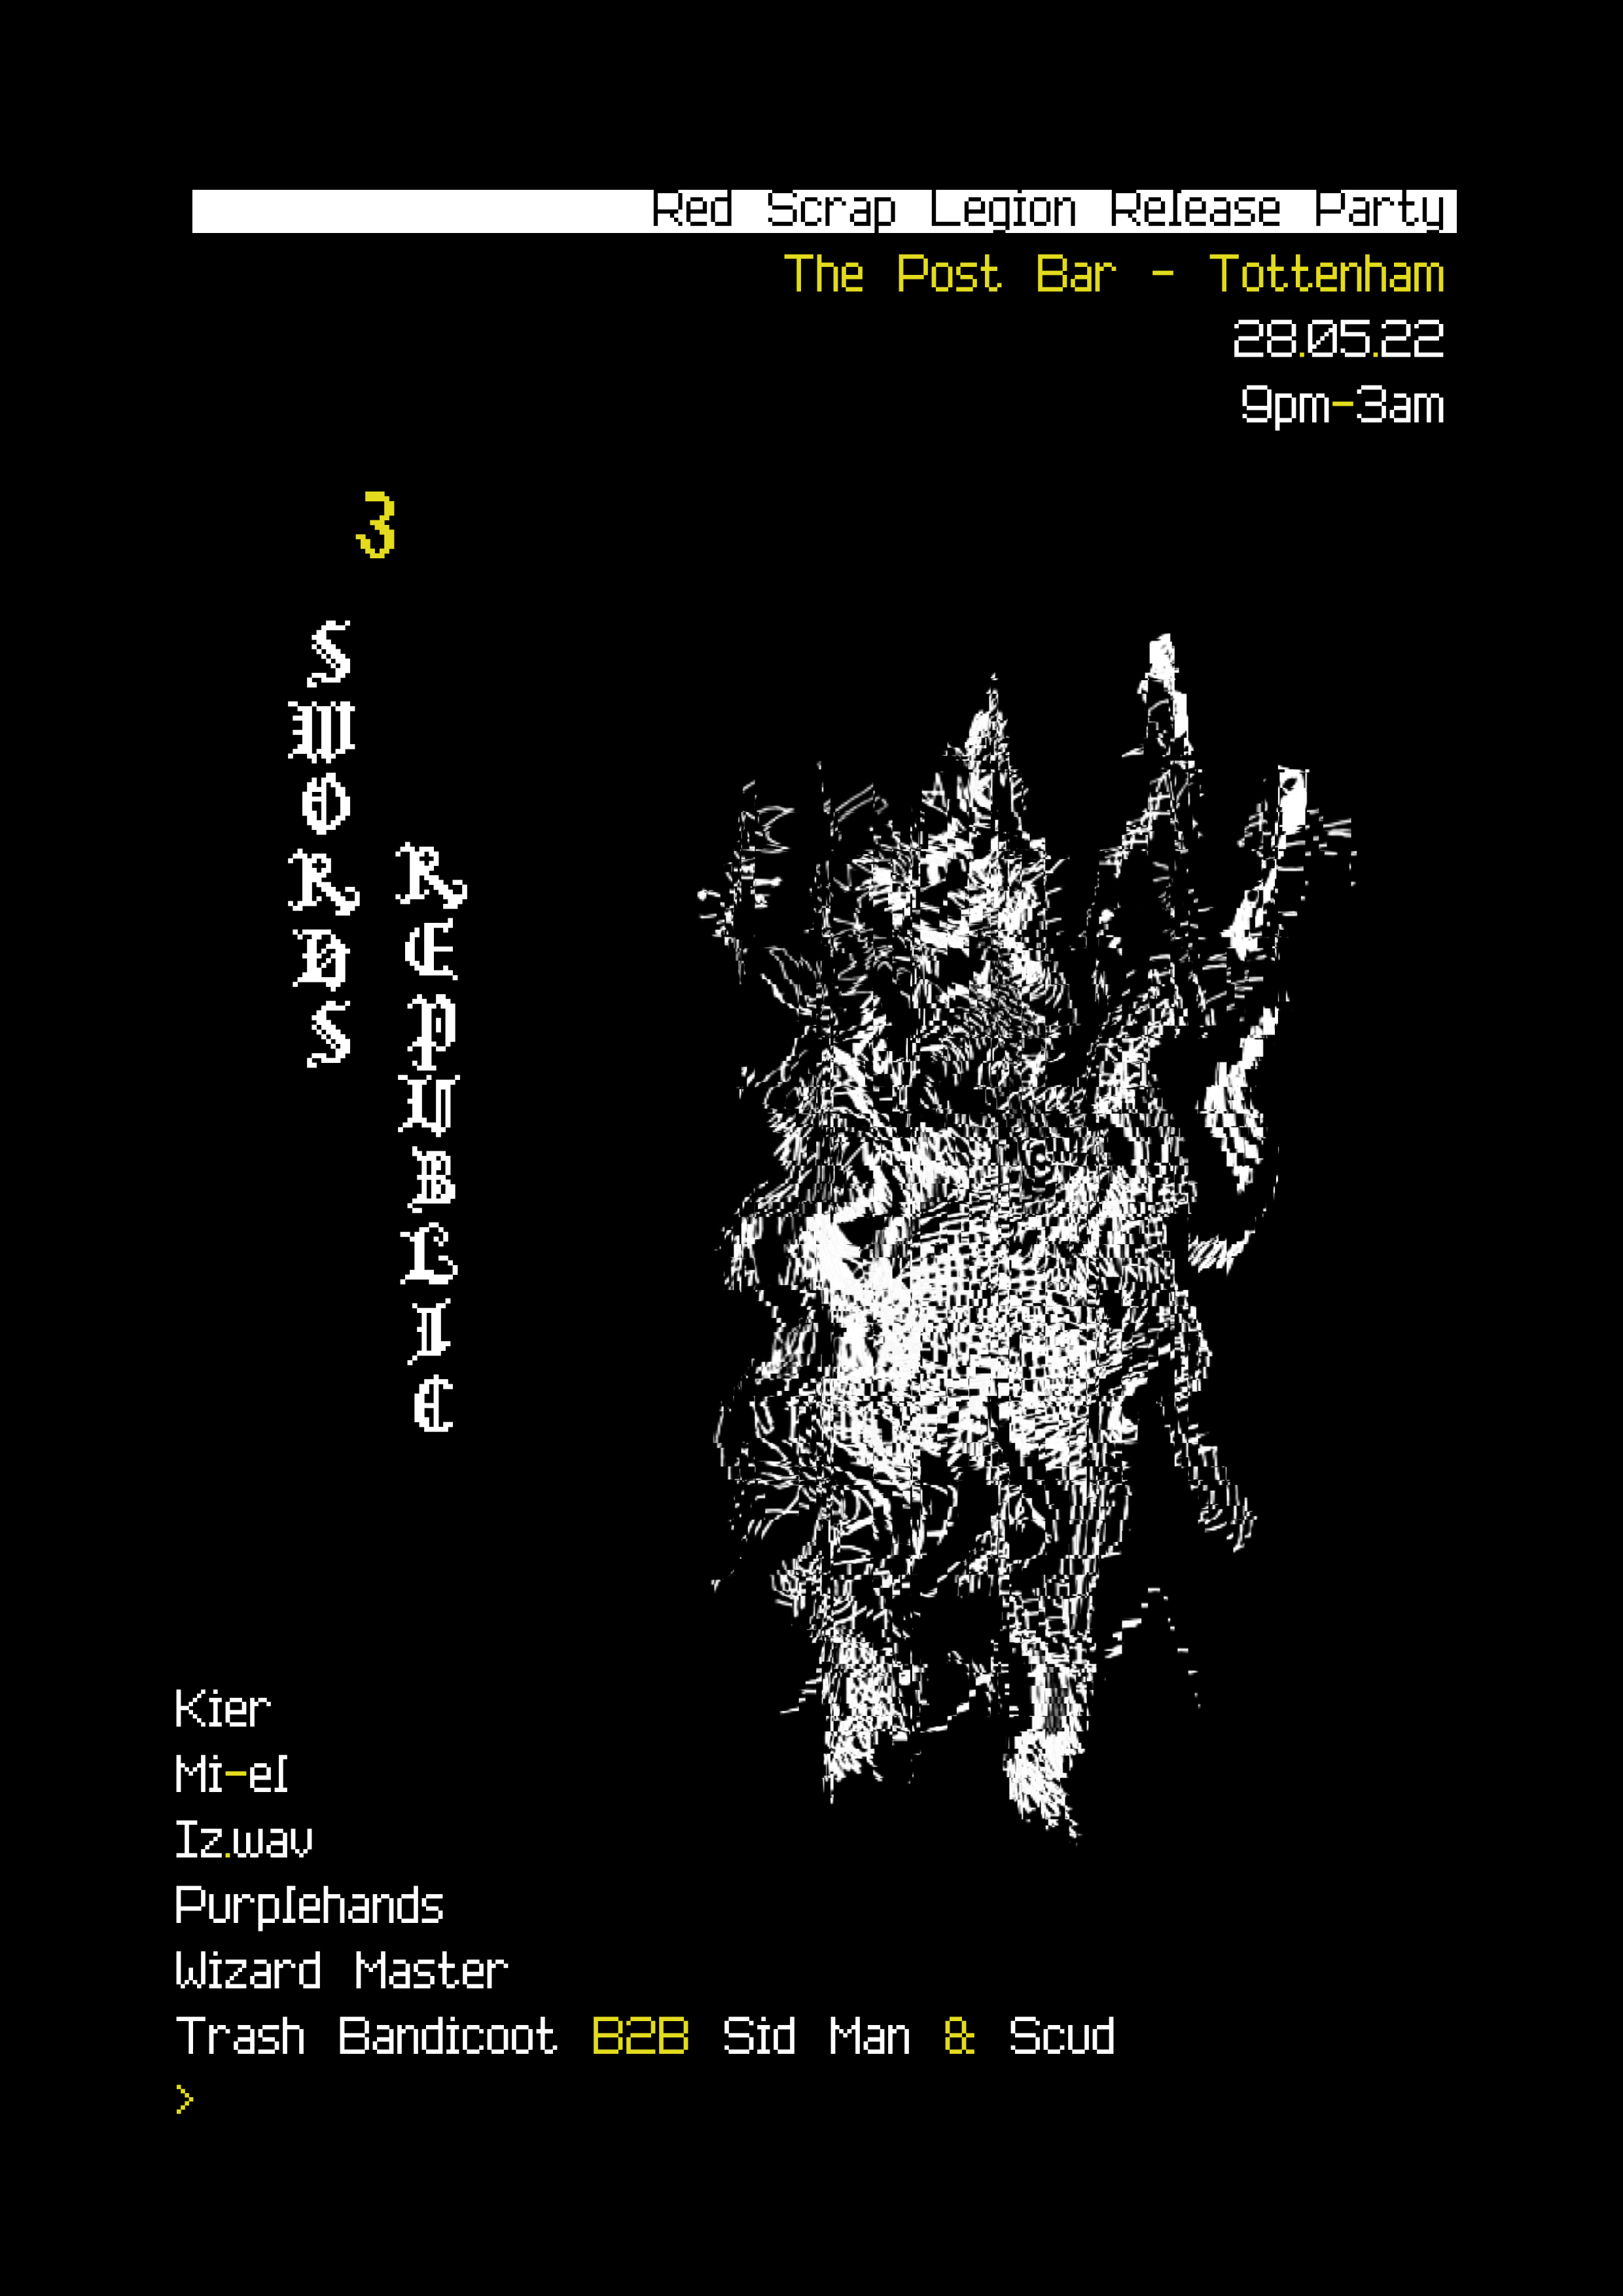 Red Scrap Legion Release Party
The Post Bar - Tottenham
28.05.22
9pm-3am
3
SWORDS
REPUBLIC
Kier
Mi-el
Iz.wav
Purplehands
Wizard Master
Trash Bandicoot B2B Sid Man & Scud
>